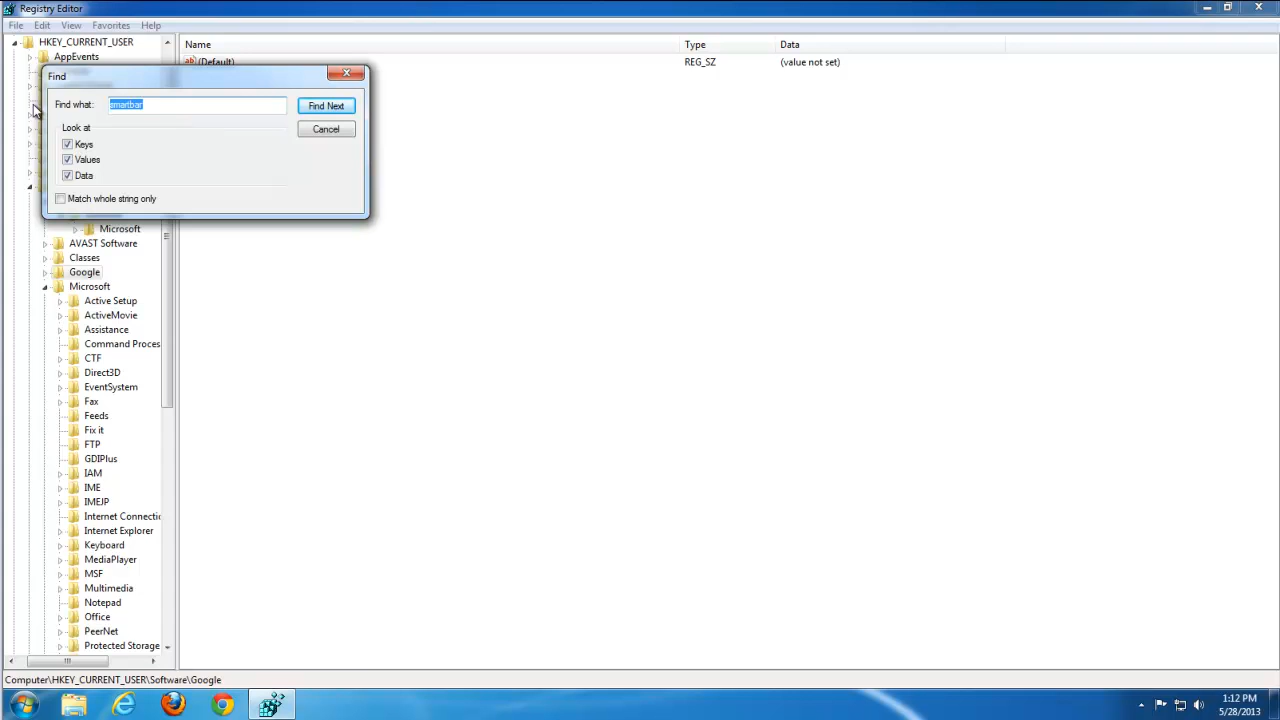 Registry Editor
File Edit View Favorites Help
HKEY_CURRENT_USER
AppEvents
Name Type Data
(Default) REG_SZ (value not set)
Find
Find what: smartbar Find Next
Cancel
Look at
Keys
Values
Data
Match whole string only
Microsoft
AVAST Software
Classes
Google
Microsoft
Active Setup
ActiveMovie
Assistance
Command Proces
CTF
Direct3D
EventSystem
Fax
Feeds
Fix it
FTP
GDIPlus
IAM
IME
IMEJP
Internet Connectic
Internet Explorer
Keyboard
MediaPlayer
MSF
Multimedia
Notepad
Office
PeerNet
Protected Storage
Computer\HKEY_CURRENT_USER\Software\Google
1:12 PM
5/28/2013